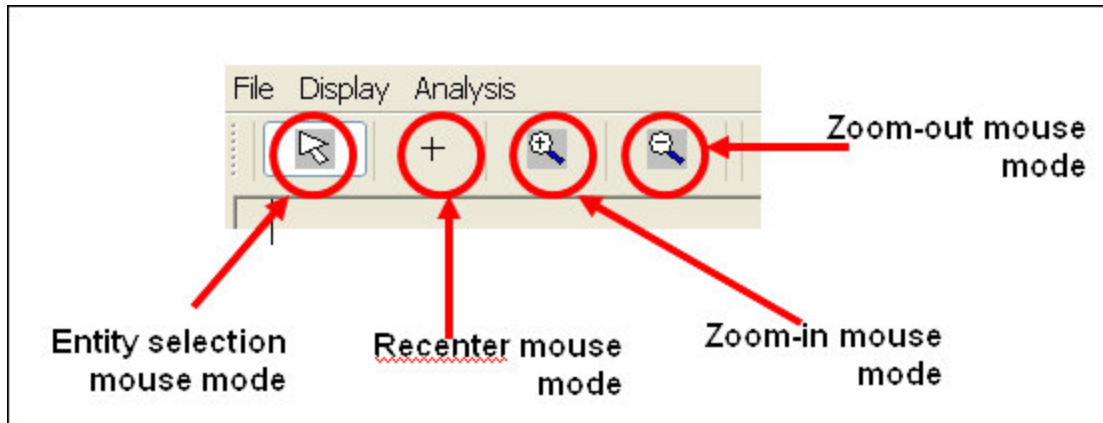 File Display Analysis
Zoom-out mouse
mode
Entity selection
mouse mode
Recenter mouse
mode
Zoom-in mouse
mode